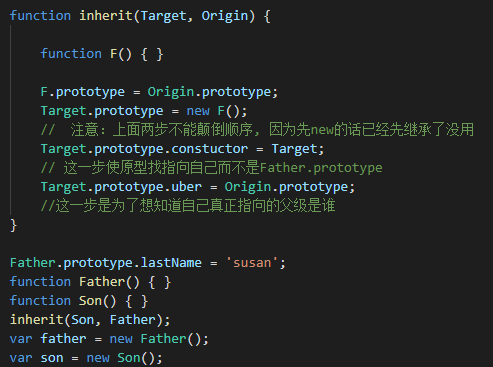 function inherit(Target, Origin) {
function F() { }
F.prototype = Origin.prototype;
Target.prototype = new F();
//  注意: 上面两步不能颠倒顺序, 因为先new的话已经先继承了没用
Target.prototype.constuctor = Target;
// 这一步使原型找指向自己而不是Father.prototype
Target.prototype.uber = Origin.prototype;
//这一步是为了想知道自己真正指向的父级是谁
}
Father.prototype.lastName = 'susan';
function Father() { }
function Son() { }
inherit(Son, Father);
var father = new Father();
var son = new Son();